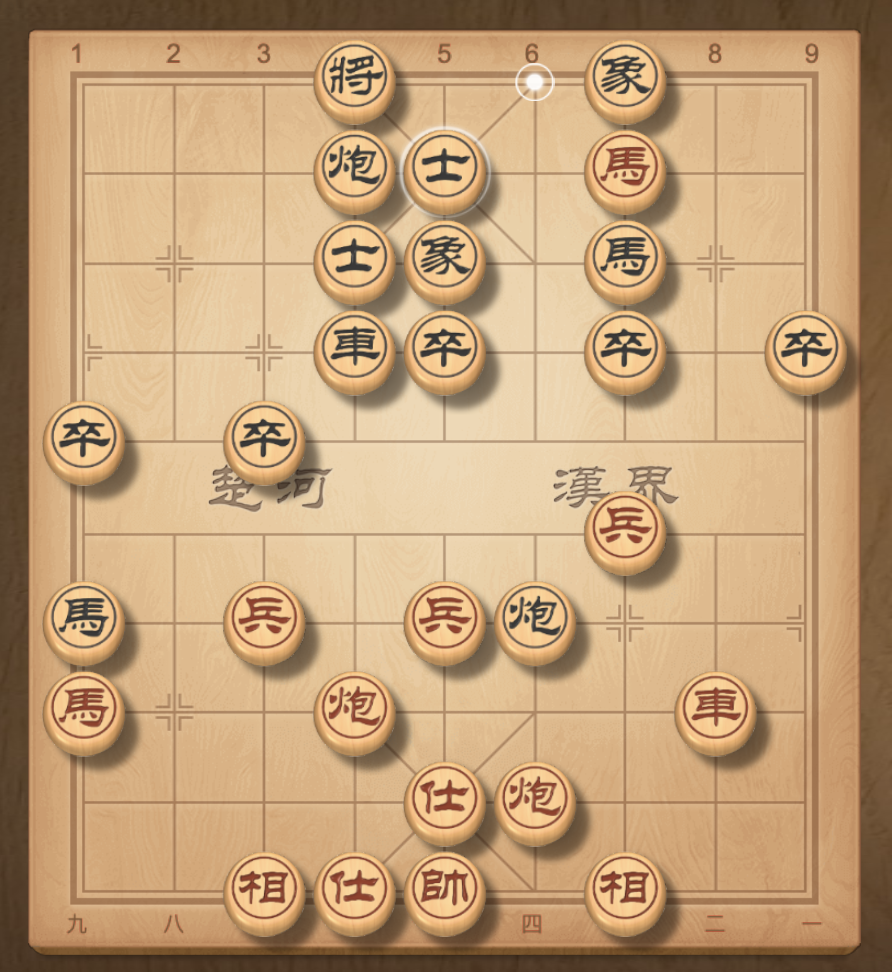 1 2 3 5 6 8 9
將 象
炮 士 馬
士 象 馬
車 卒 卒 卒
卒 卒
楚河 漢界
兵
馬 兵 兵 炮
馬 炮 車
仕 炮
相 仕 帥 相
九 八 四 二 一